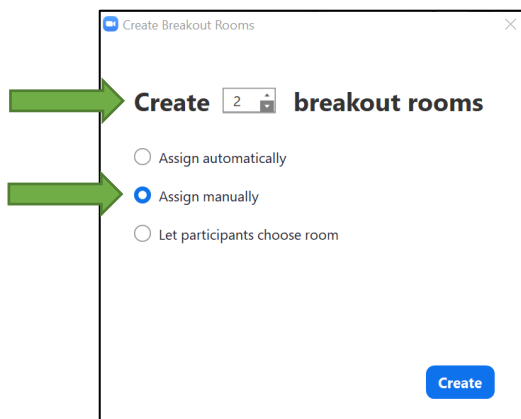 Create Breakout Rooms
Create 2 breakout rooms
Assign automatically
Assign manually
Let participants choose room
Create